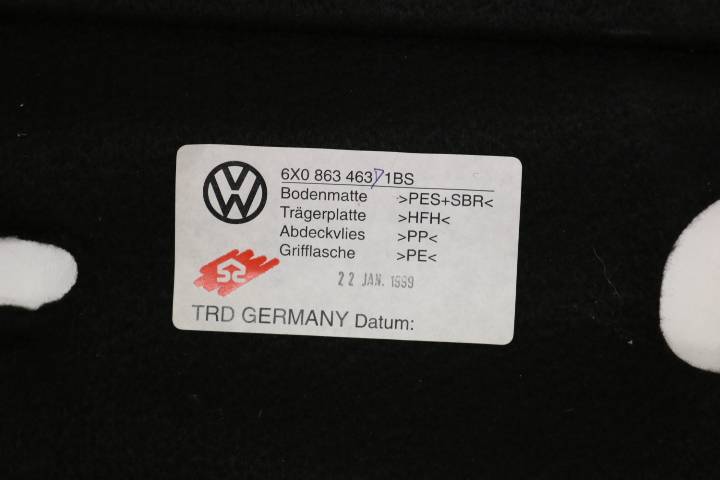 6X0 863 463 1BS
Bodenmatte >PES+SBR<
Trägerplatte >HFH<
Abdeckvlies >PP<
Grifflasche >PE<
22 JAN. 1999
TRD GERMANY Datum: